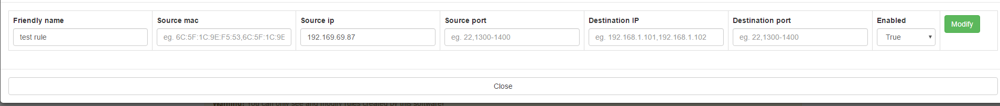 Friendly name Source mac Source ip Source port Destination IP Destination port Enabled
test rule eg. 6C:5F:1C:9E:F5:53,6C:5F:1C:9E 192.169.69.87 eg. 22,1300-1400 eg. 192.168.1.101,192.168.1.102 eg. 22,1300-1400 True Modify
Close
Warning! You can only see and modify rules created by this software!